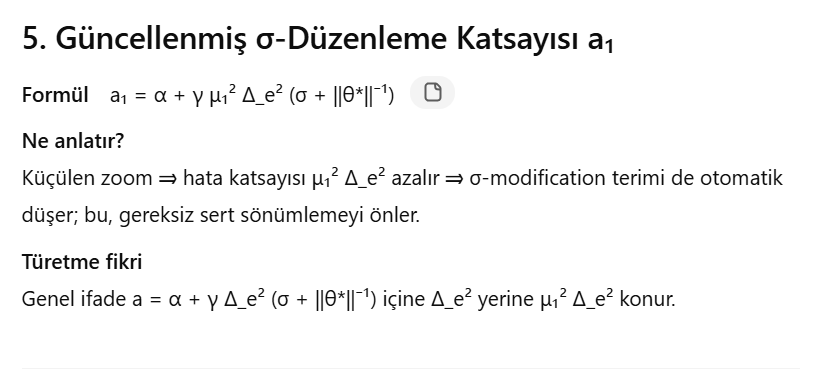 5. Güncellenmiş σ-Düzenleme Katsayısı a₁
Formül a₁ = α + γ μ₁² Δ_e² (σ + ||θ*||⁻¹)
Ne anlatır?
Küçülen zoom ⇒ hata katsayısı μ₁² Δ_e² azalır ⇒ σ-modification terimi de otomatik
düşer; bu, gereksiz sert sönümlemeyi önler.
Türetme fikri
Genel ifade a = α + γ Δ_e² (σ + ||θ*||⁻¹) içine Δ_e² yerine μ₁² Δ_e² konur.